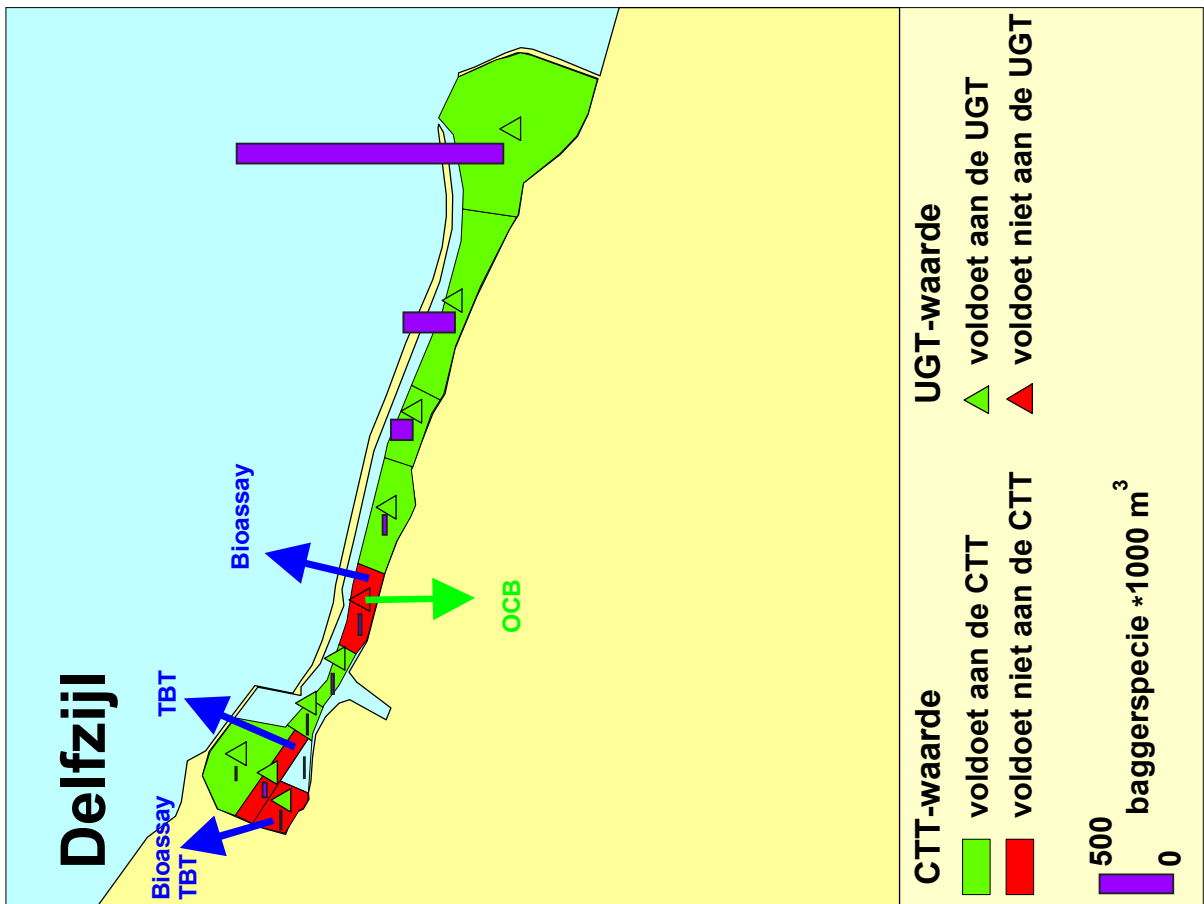 Delfzijl
Bioassay
TBT
TBT
Bioassay
OCB
CTT-waarde
voldoet aan de CTT
voldoet niet aan de CTT
UGT-waarde
voldoet aan de UGT
voldoet niet aan de UGT
500
0
baggerspecie *1000 m³